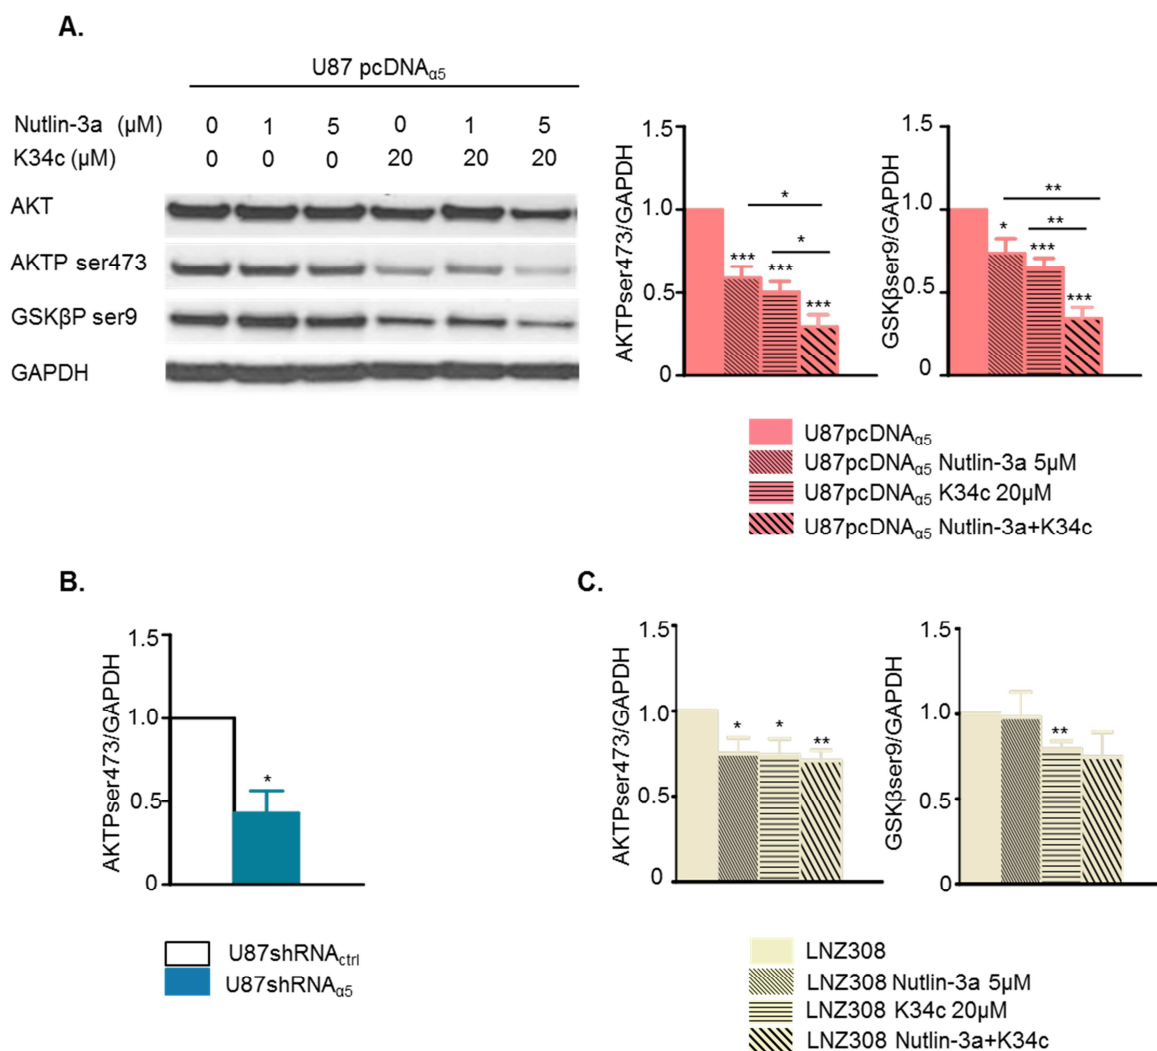 A.
U87 pcDNAα5
Nutlin-3a (µM) 0 1 5 0 1 5
K34c (µM) 0 0 0 20 20 20
AKT
AKTP ser473
GSKβP ser9
GAPDH
AKTPser473/GAPDH
1.5
1.0
0.5
0
***
***
***
*
*
GSKβser9/GAPDH
1.5
1.0
0.5
0
*
***
***
**
**
U87pcDNAα5
U87pcDNAα5 Nutlin-3a 5µM
U87pcDNAα5 K34c 20µM
U87pcDNAα5 Nutlin-3a+K34c
B.
AKTPser473/GAPDH
1.5
1.0
0.5
0
*
U87shRNActrl
U87shRNAα5
C.
AKTPser473/GAPDH
1.5
1.0
0.5
0
*
*
**
GSKβser9/GAPDH
1.5
1.0
0.5
0
**
LNZ308
LNZ308 Nutlin-3a 5µM
LNZ308 K34c 20µM
LNZ308 Nutlin-3a+K34c